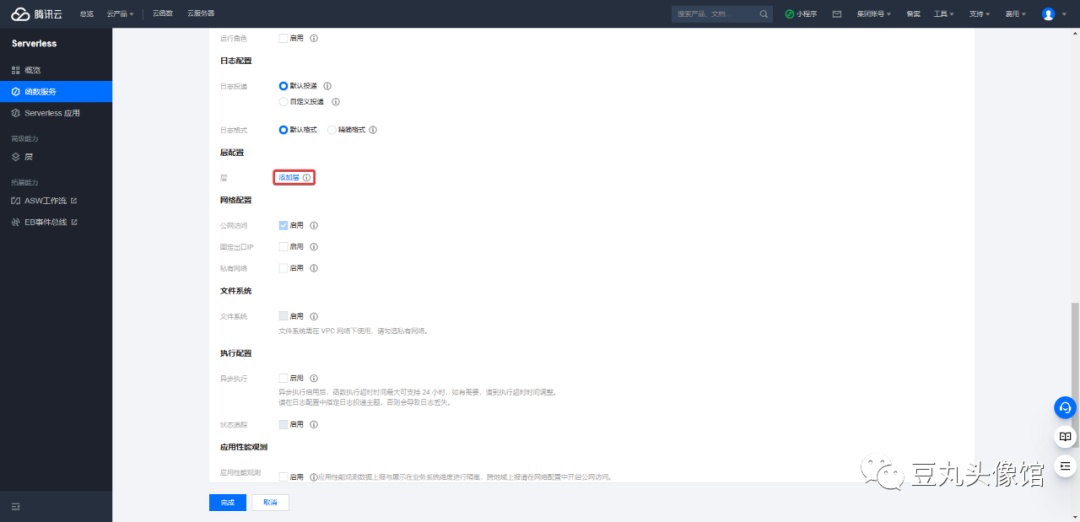 腾讯云 总览 云产品 云函数 云服务器 搜索产品、文档 小程序 集团账号 备案 工具 支持 费用
Serverless
概览
函数服务
Serverless 应用
高级能力
层
拓展能力
ASW工作流
EB事件总线
运行角色 启用
日志配置
日志投递 默认投递
自定义投递
日志格式 默认格式 精简格式
层配置
层 添加层
网络配置
公网访问 启用
固定出口IP 启用
私有网络 启用
文件系统
文件系统 启用
文件系统需在 VPC 网络下使用，请勾选私有网络。
执行配置
异步执行 启用
异步执行启用后，函数执行超时时间最大可支持 24 小时，如有需要，请到执行超时时间调整。
请在日志配置中指定日志投递主题，否则会导致日志丢失。
状态追踪 启用
应用性能观测
应用性能观测 启用 应用性能观测数据上报与展示在业务系统维度进行隔离，跨地域上报请在网络配置中开启公网访问。
完成 取消
豆丸头像馆